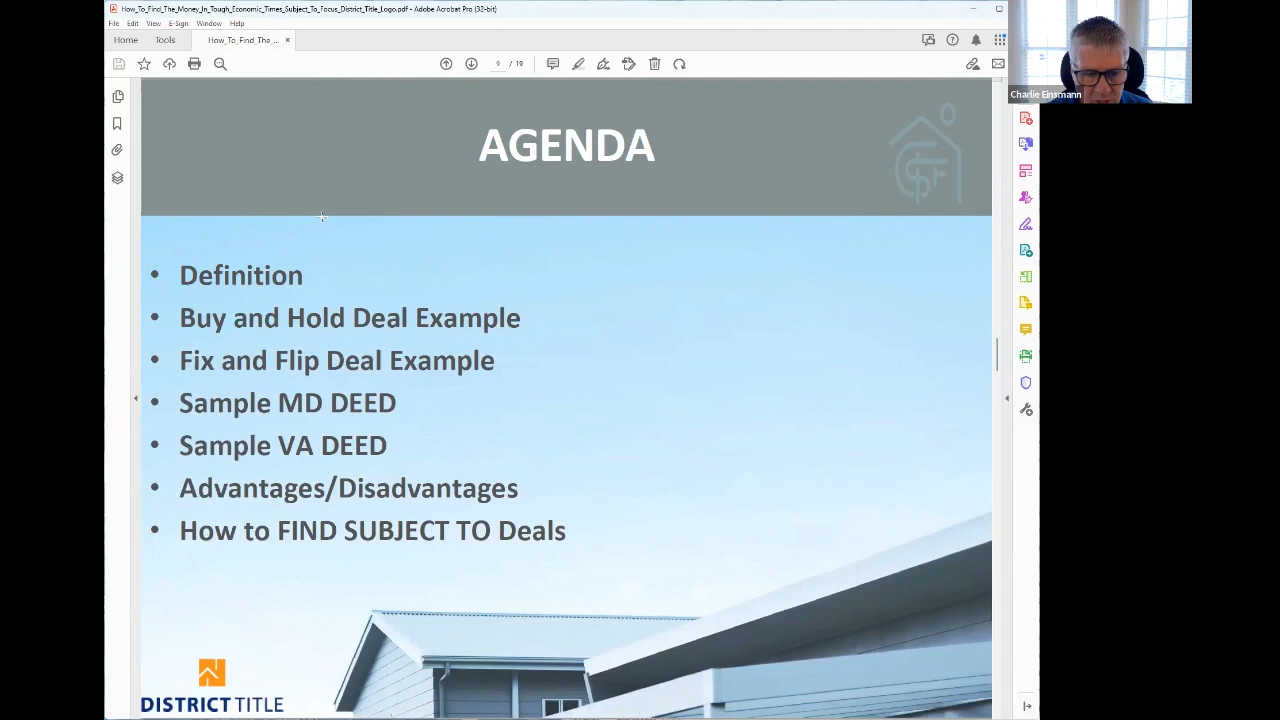 How_To_Find_The_Money_In_Tough_Economic_Times_Subject_To_Focus_District_Title_Logo.pdf - Adobe Acrobat Pro (32-bit)
File Edit View E-Sign Window Help
Home Tools How_To_Find_The_... ×
9 / 19
Charlie Einsmann
AGENDA
• Definition
• Buy and Hold Deal Example
• Fix and Flip Deal Example
• Sample MD DEED
• Sample VA DEED
• Advantages/Disadvantages
• How to FIND SUBJECT TO Deals
DISTRICT TITLE